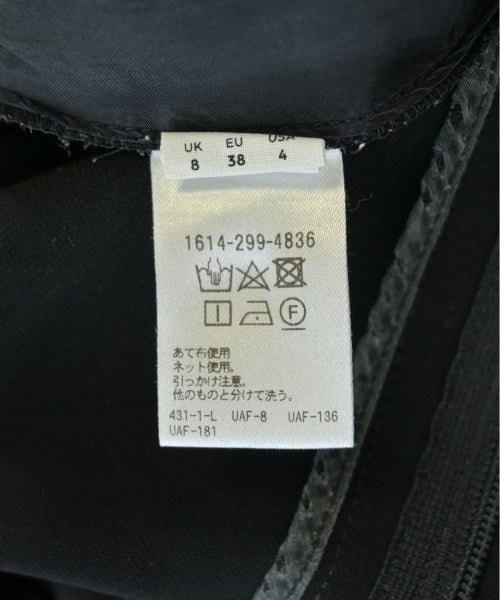 UK EU USA
8 38 4
1614-299-4836
F
あて布使用
ネット使用。
引っかけ注意。
他のものと分けて洗う。
431-1-L UAF-8 UAF-136
UAF-181